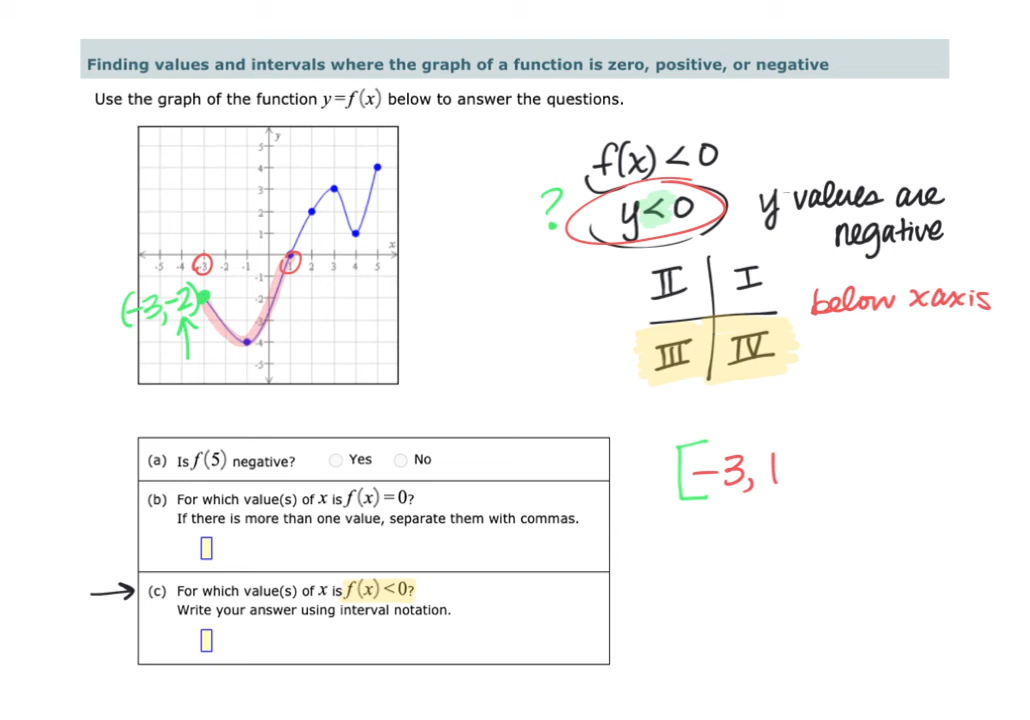 Finding values and intervals where the graph of a function is zero, positive, or negative
Use the graph of the function y=f(x) below to answer the questions.
y
5
4
3
2
1
x
-5 -4 -3 -2 -1 1 2 3 4 5
-1
-2
-3
-4
-5
(-3,-2)
f(x) < 0
? y < 0
y-values are
negative
II I
III IV
below x axis
[-3, 1
(a) Is f(5) negative? Yes No
(b) For which value(s) of x is f(x)=0?
If there is more than one value, separate them with commas.
(c) For which value(s) of x is f(x)<0?
Write your answer using interval notation.